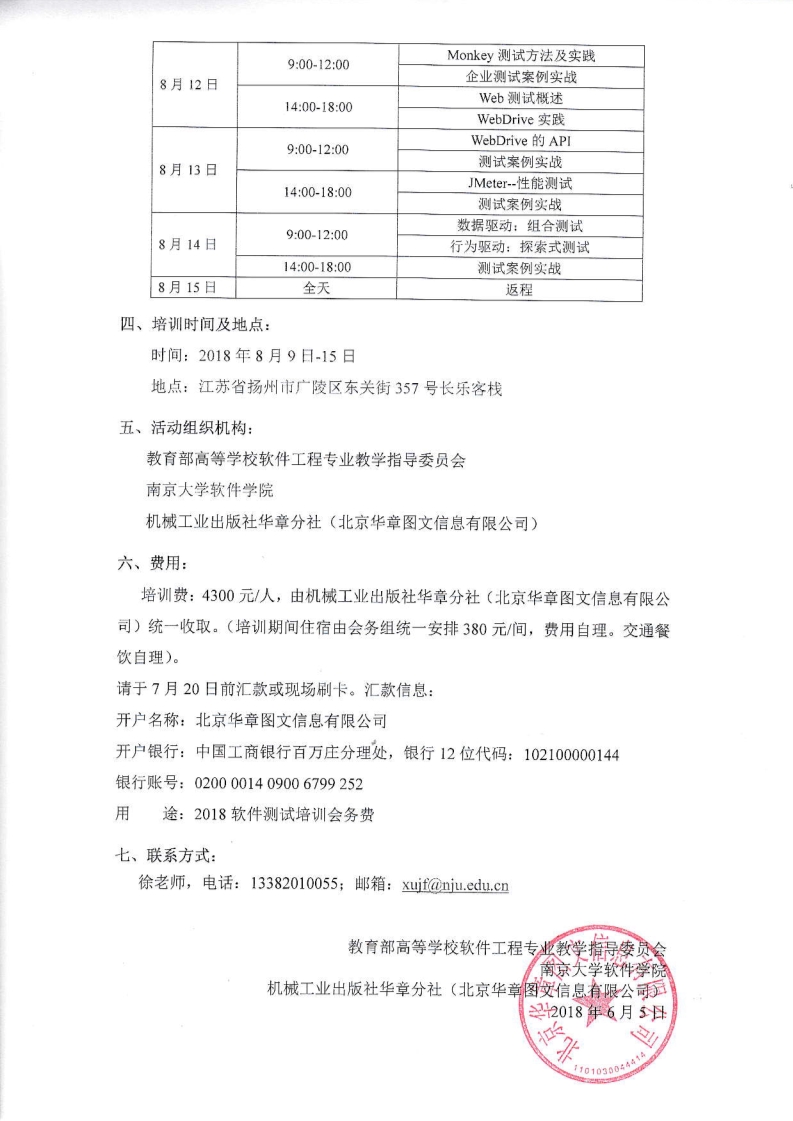 8月12日
9:00-12:00
Monkey 测试方法及实践
企业测试案例实战
14:00-18:00
Web 测试概述
WebDrive 实践
8月13日
9:00-12:00
WebDrive 的 API
测试案例实战
14:00-18:00
JMeter--性能测试
测试案例实战
8月14日
9:00-12:00
数据驱动：组合测试
行为驱动：探索式测试
14:00-18:00
测试案例实战
8月15日
全天
返程
四、培训时间及地点：
时间：2018 年 8 月 9 日-15 日
地点：江苏省扬州市广陵区东关街 357 号长乐客栈
五、活动组织机构：
教育部高等学校软件工程专业教学指导委员会
南京大学软件学院
机械工业出版社华章分社（北京华章图文信息有限公司）
六、费用：
培训费：4300 元/人，由机械工业出版社华章分社（北京华章图文信息有限公
司）统一收取。（培训期间住宿由会务组统一安排 380 元/间，费用自理。交通餐
饮自理）。
请于 7 月 20 日前汇款或现场刷卡。汇款信息：
开户名称：北京华章图文信息有限公司
开户银行：中国工商银行百万庄分理处，银行 12 位代码：102100000144
银行账号：0200 0014 0900 6799 252
用　　途：2018 软件测试培训会务费
七、联系方式：
徐老师，电话：13382010055；邮箱：xujf@nju.edu.cn
教育部高等学校软件工程专业教学指导委员会
南京大学软件学院
机械工业出版社华章分社（北京华章图文信息有限公司）
2018 年 6 月 5 日
北京华章图文信息有限公司
1101030044414